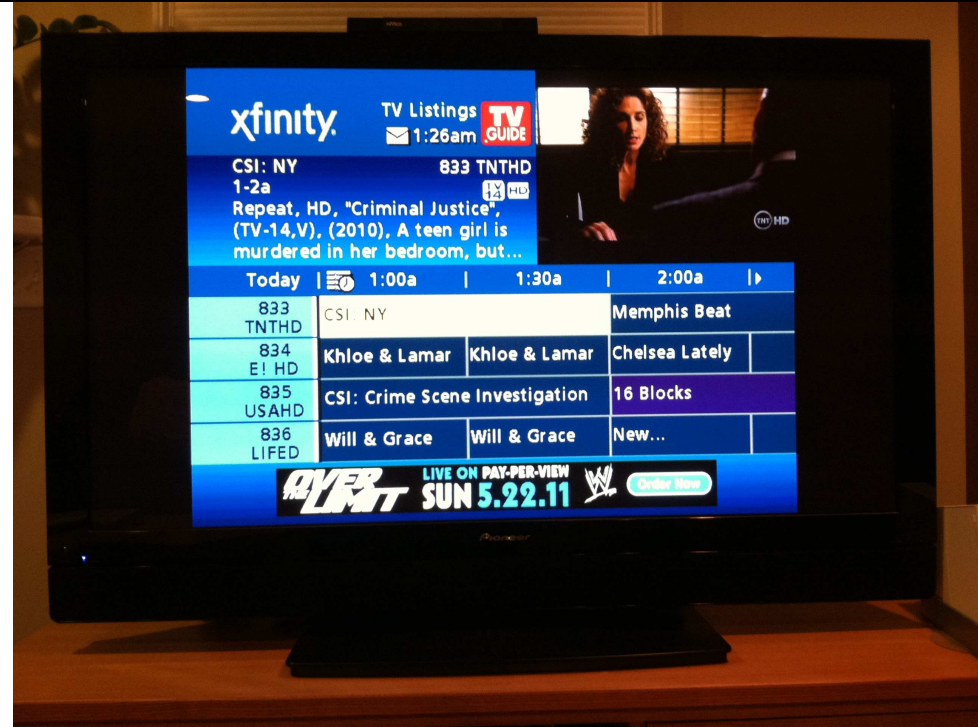 xfinity.
TV Listings
1:26am
TV
GUIDE
CSI: NY 833 TNTHD
1-2a TV 14 HD
Repeat, HD, "Criminal Justice",
(TV-14,V), (2010), A teen girl is
murdered in her bedroom, but...
TNT HD
Today 1:00a 1:30a 2:00a
833 TNTHD CSI: NY Memphis Beat
834 E! HD Khloe & Lamar Khloe & Lamar Chelsea Lately
835 USAHD CSI: Crime Scene Investigation 16 Blocks
836 LIFED Will & Grace Will & Grace New...
OVER THE LIMIT
LIVE ON PAY-PER-VIEW
SUN 5.22.11
W
Order Now
Pioneer